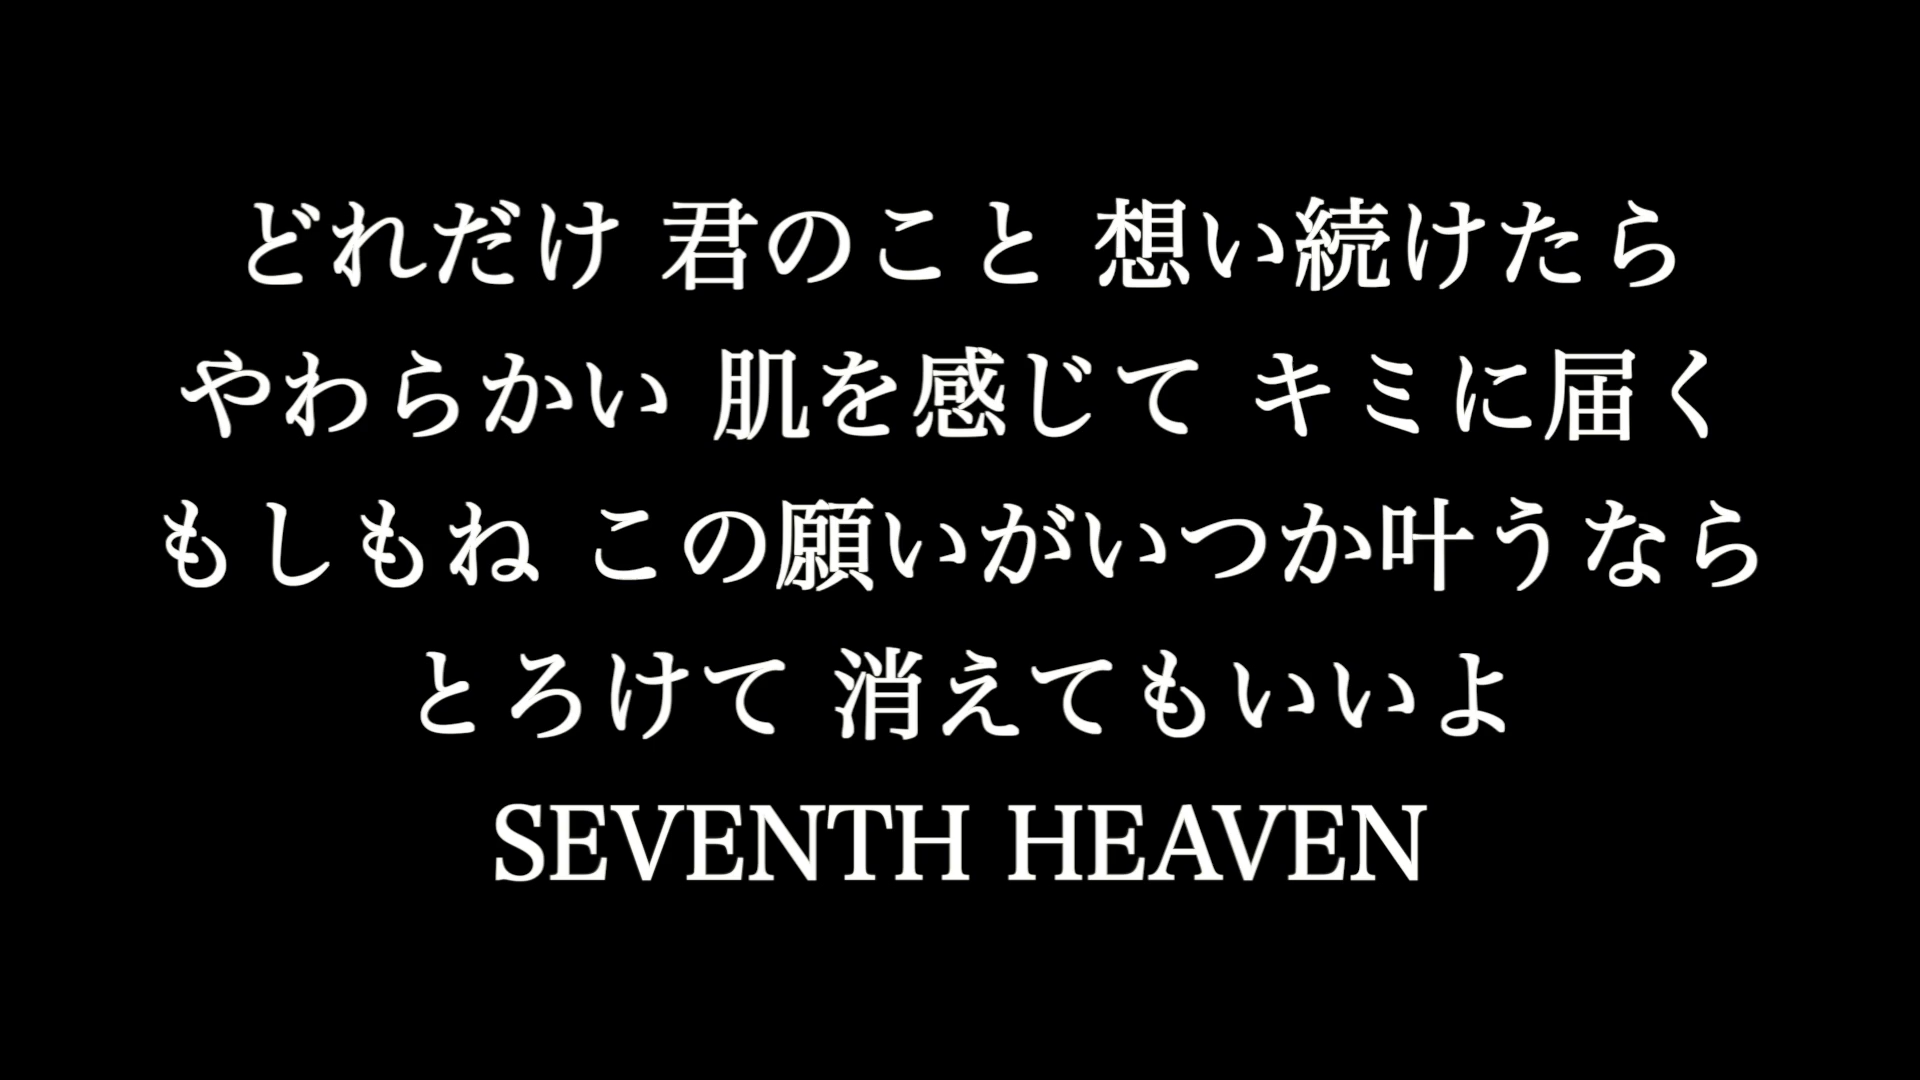 どれだけ 君のこと 想い続けたら
やわらかい 肌を感じて キミに届く
もしもね この願いがいつか叶うなら
とろけて 消えてもいいよ
SEVENTH HEAVEN